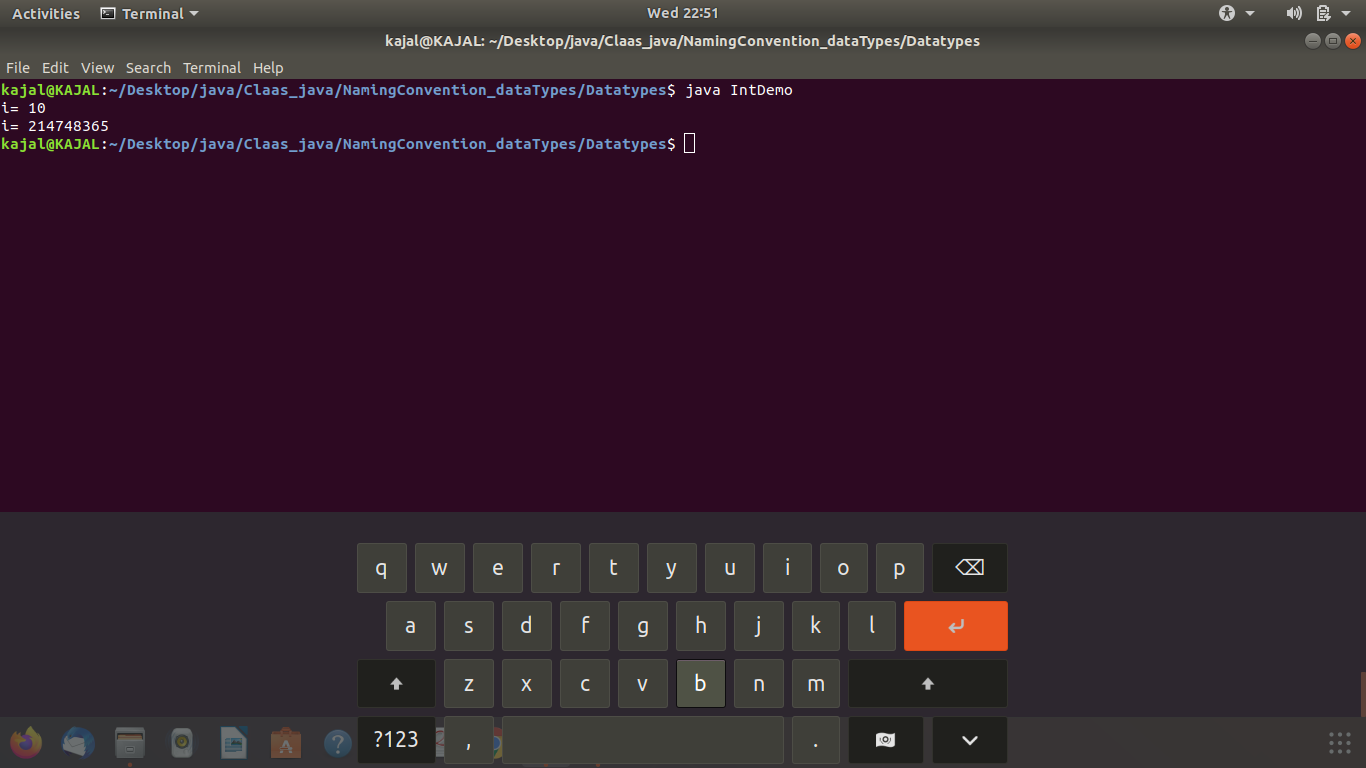 Activities Terminal Wed 22:51
kajal@KAJAL: ~/Desktop/java/Claas_java/NamingConvention_dataTypes/Datatypes
File Edit View Search Terminal Help
kajal@KAJAL:~/Desktop/java/Claas_java/NamingConvention_dataTypes/Datatypes$ java IntDemo
i= 10
i= 214748365
kajal@KAJAL:~/Desktop/java/Claas_java/NamingConvention_dataTypes/Datatypes$
q w e r t y u i o p
a s d f g h j k l
z x c v b n m
?123 , .